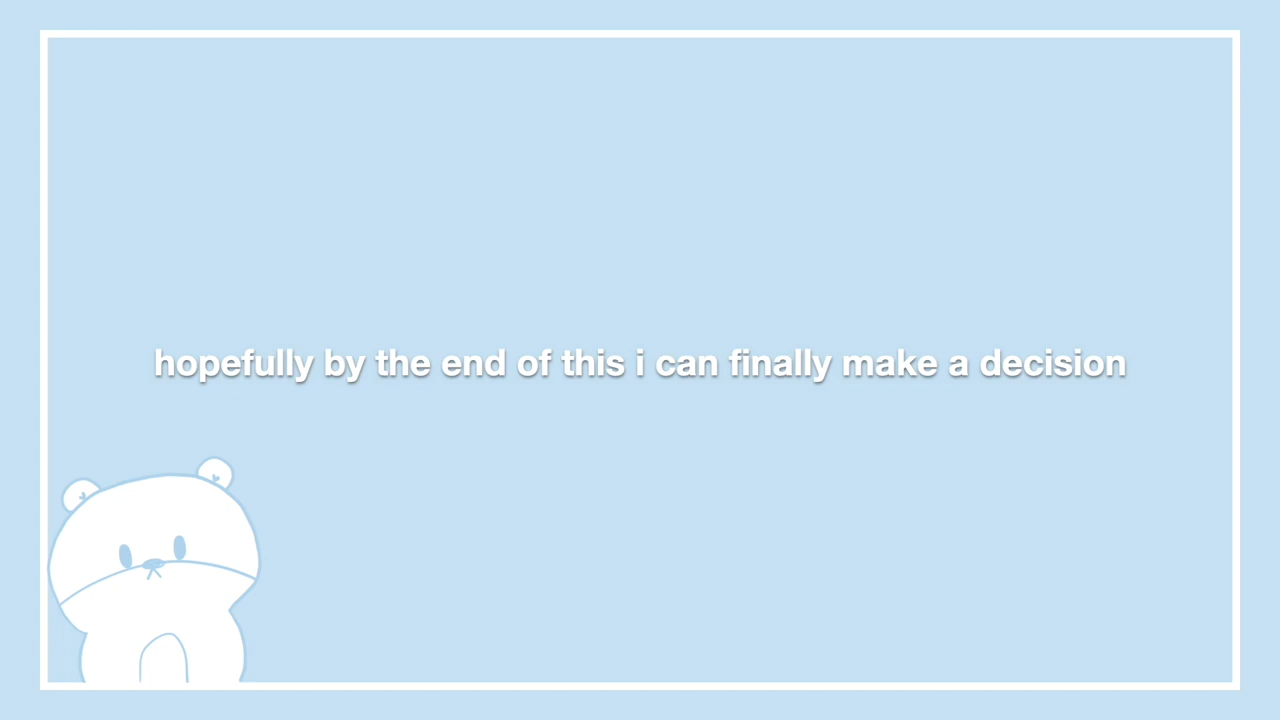 hopefully by the end of this i can finally make a decision